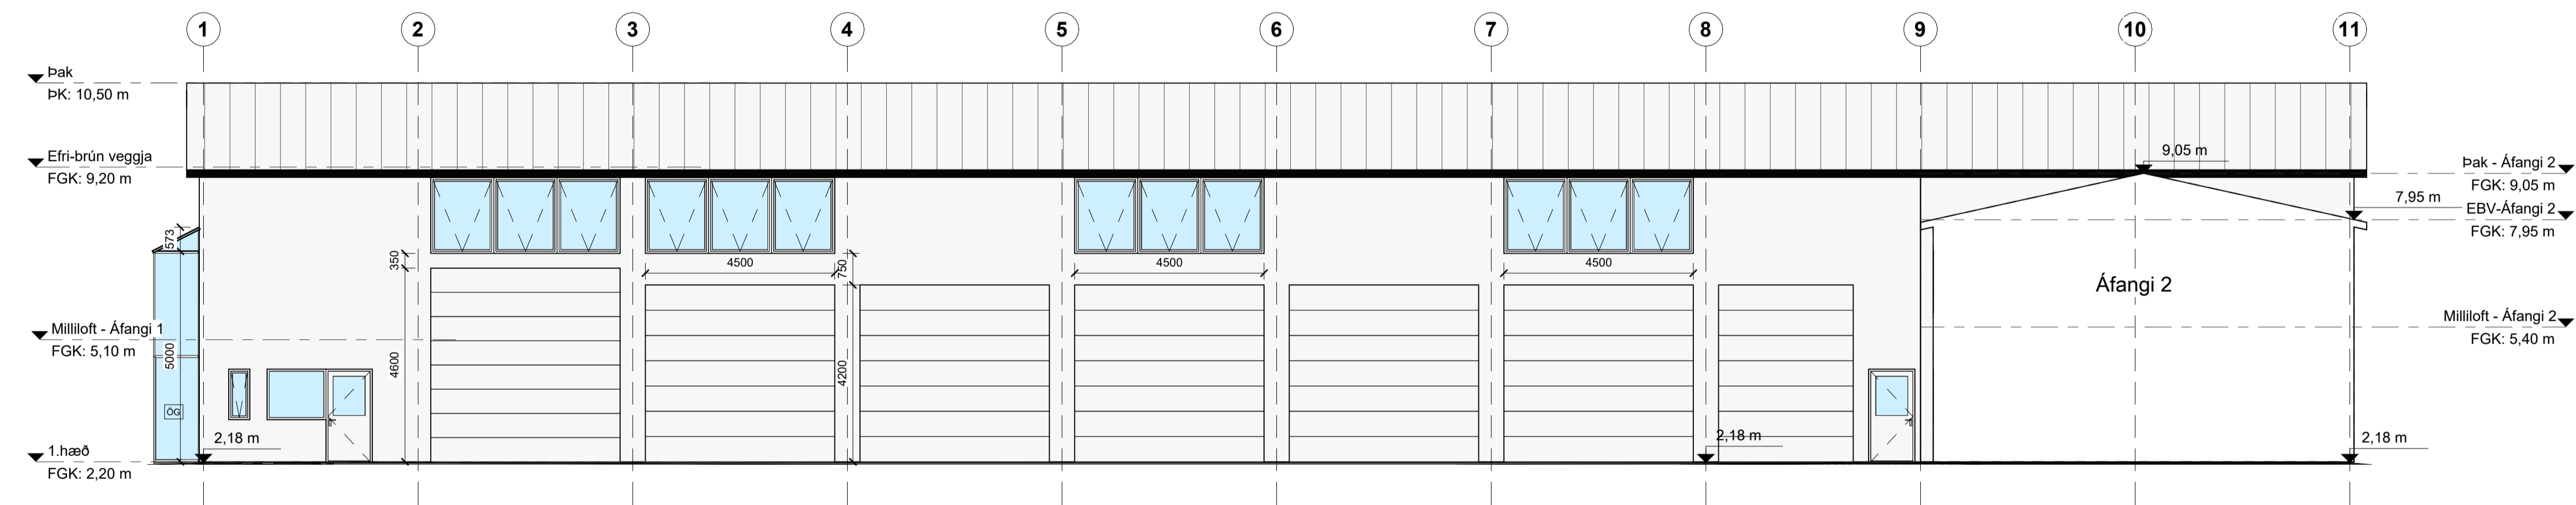 1 2 3 4 5 6 7 8 9 10 11
Þak
ÞK: 10,50 m
Efri-brún veggja
FGK: 9,20 m
9,05 m
Þak - Áfangi 2
FGK: 9,05 m
7,95 m
EBV-Áfangi 2
FGK: 7,95 m
573
350
4500
750
4500
4500
Áfangi 2
Milliloft - Áfangi 1
FGK: 5,10 m
5000
4600
4200
Milliloft - Áfangi 2
FGK: 5,40 m
ÖG
2,18 m
2,18 m
2,18 m
1.hæð
FGK: 2,20 m